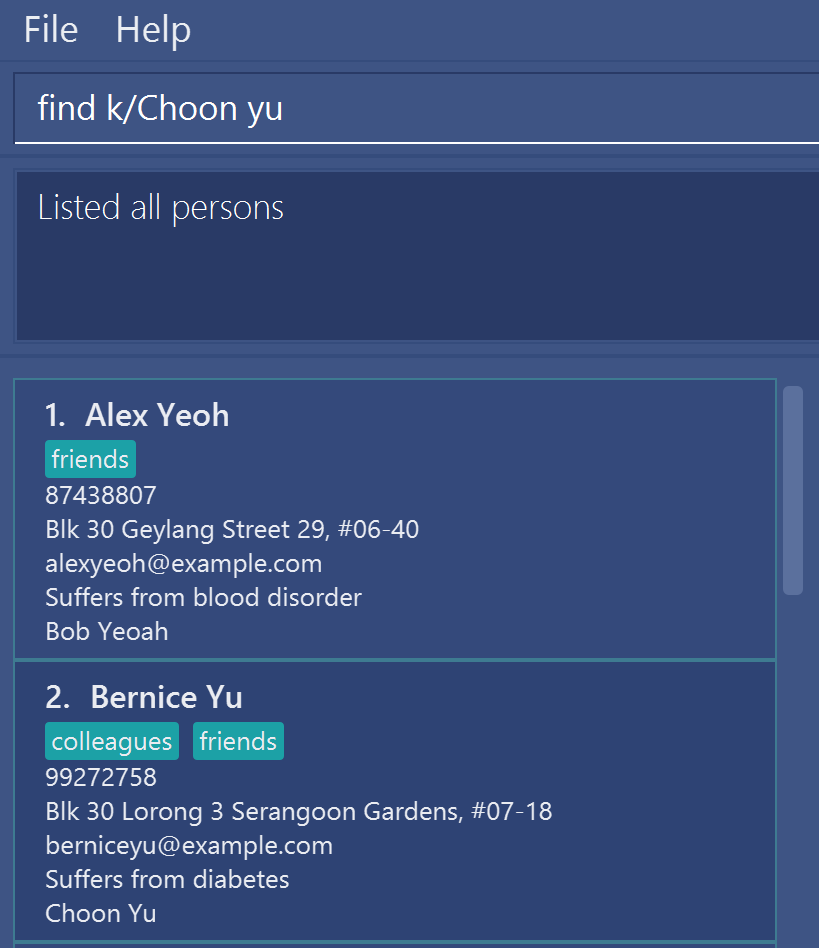 File Help
find k/Choon yu
Listed all persons
1. Alex Yeoh
friends
87438807
Blk 30 Geylang Street 29, #06-40
alexyeoh@example.com
Suffers from blood disorder
Bob Yeoah
2. Bernice Yu
colleagues friends
99272758
Blk 30 Lorong 3 Serangoon Gardens, #07-18
berniceyu@example.com
Suffers from diabetes
Choon Yu